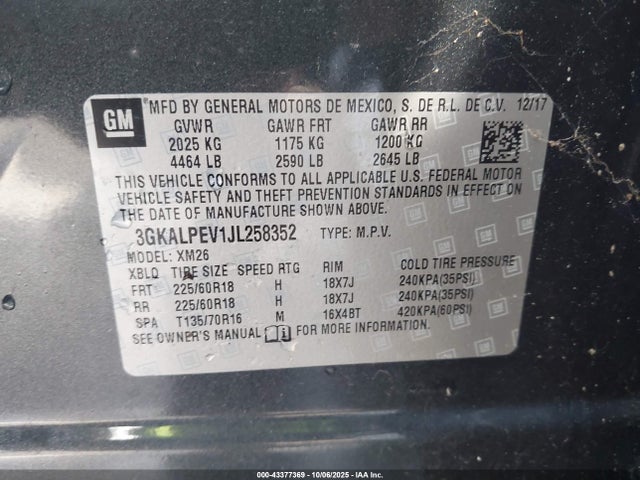 GM
MFD BY GENERAL MOTORS DE MEXICO, S. DE R.L. DE C.V. 12/17
GVWR GAWR FRT GAWR RR
2025 KG 1175 KG 1200 KG
4464 LB 2590 LB 2645 LB
THIS VEHICLE CONFORMS TO ALL APPLICABLE U.S. FEDERAL MOTOR
VEHICLE SAFETY AND THEFT PREVENTION STANDARDS IN EFFECT ON
THE DATE OF MANUFACTURE SHOWN ABOVE.
3GKALPEV1JL258352 TYPE: M.P.V.
MODEL: XM26
XBLQ TIRE SIZE SPEED RTG RIM COLD TIRE PRESSURE
FRT 225/60R18 H 18X7J 240KPA(35PSI)
RR 225/60R18 H 18X7J 240KPA(35PSI)
SPA T135/70R16 M 16X4BT 420KPA(60PSI)
SEE OWNER'S MANUAL i FOR MORE INFORMATION.
000-43377369 - 10/06/2025 - IAA Inc.